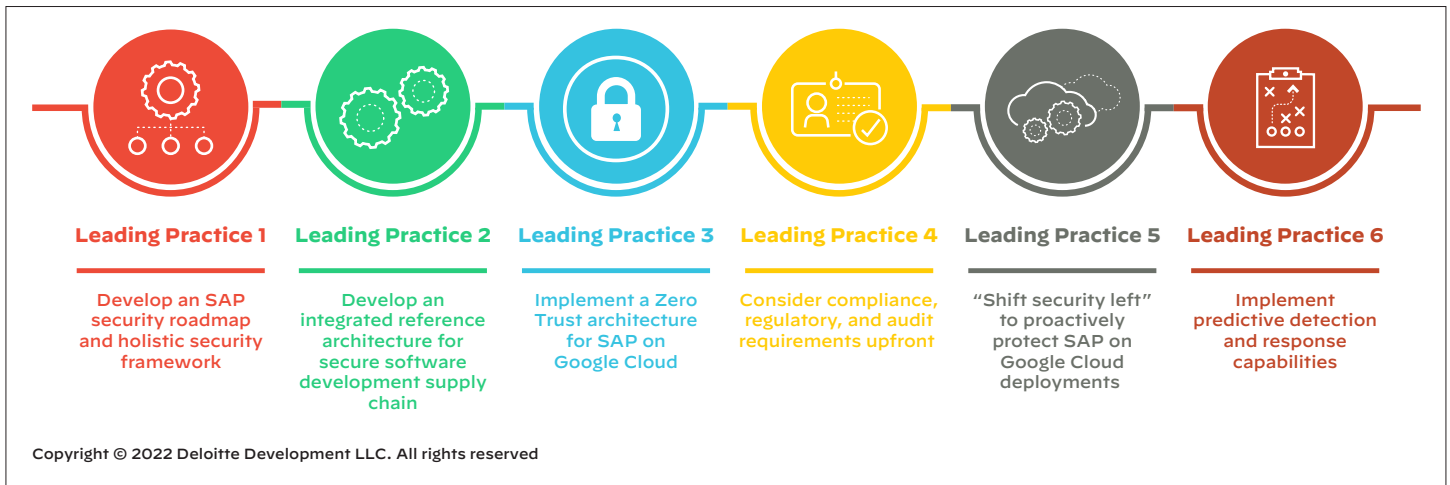 Leading Practice 1
Develop an SAP
security roadmap
and holistic security
framework
Leading Practice 2
Develop an
integrated reference
architecture for
secure software
development supply
chain
Leading Practice 3
Implement a Zero
Trust architecture
for SAP on
Google Cloud
Leading Practice 4
Consider compliance,
regulatory, and audit
requirements upfront
Leading Practice 5
“Shift security left”
to proactively
protect SAP on
Google Cloud
deployments
Leading Practice 6
Implement
predictive detection
and response
capabilities
Copyright © 2022 Deloitte Development LLC. All rights reserved